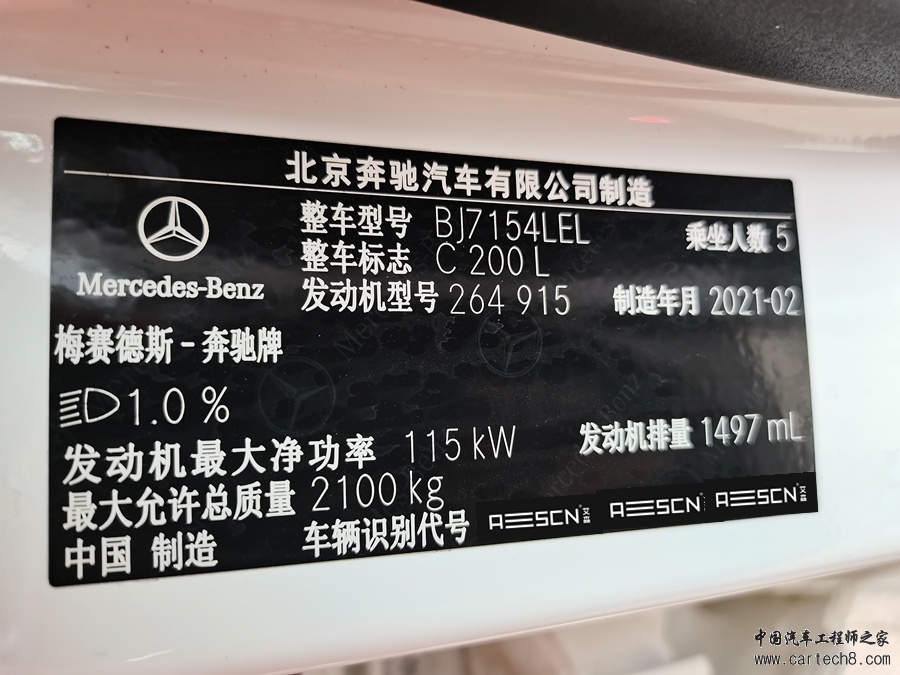 北京奔驰汽车有限公司制造
整车型号 BJ7154LEL 乘坐人数 5
整车标志 C 200 L
Mercedes-Benz
发动机型号 264 915 制造年月 2021-02
梅赛德斯-奔驰牌
1.0 %
发动机最大净功率 115 kW 发动机排量 1497 mL
最大允许总质量 2100 kg
中国 制造 车辆识别代号 AESCN AESCN AESCN
中国汽车工程师之家
www.cartech8.com